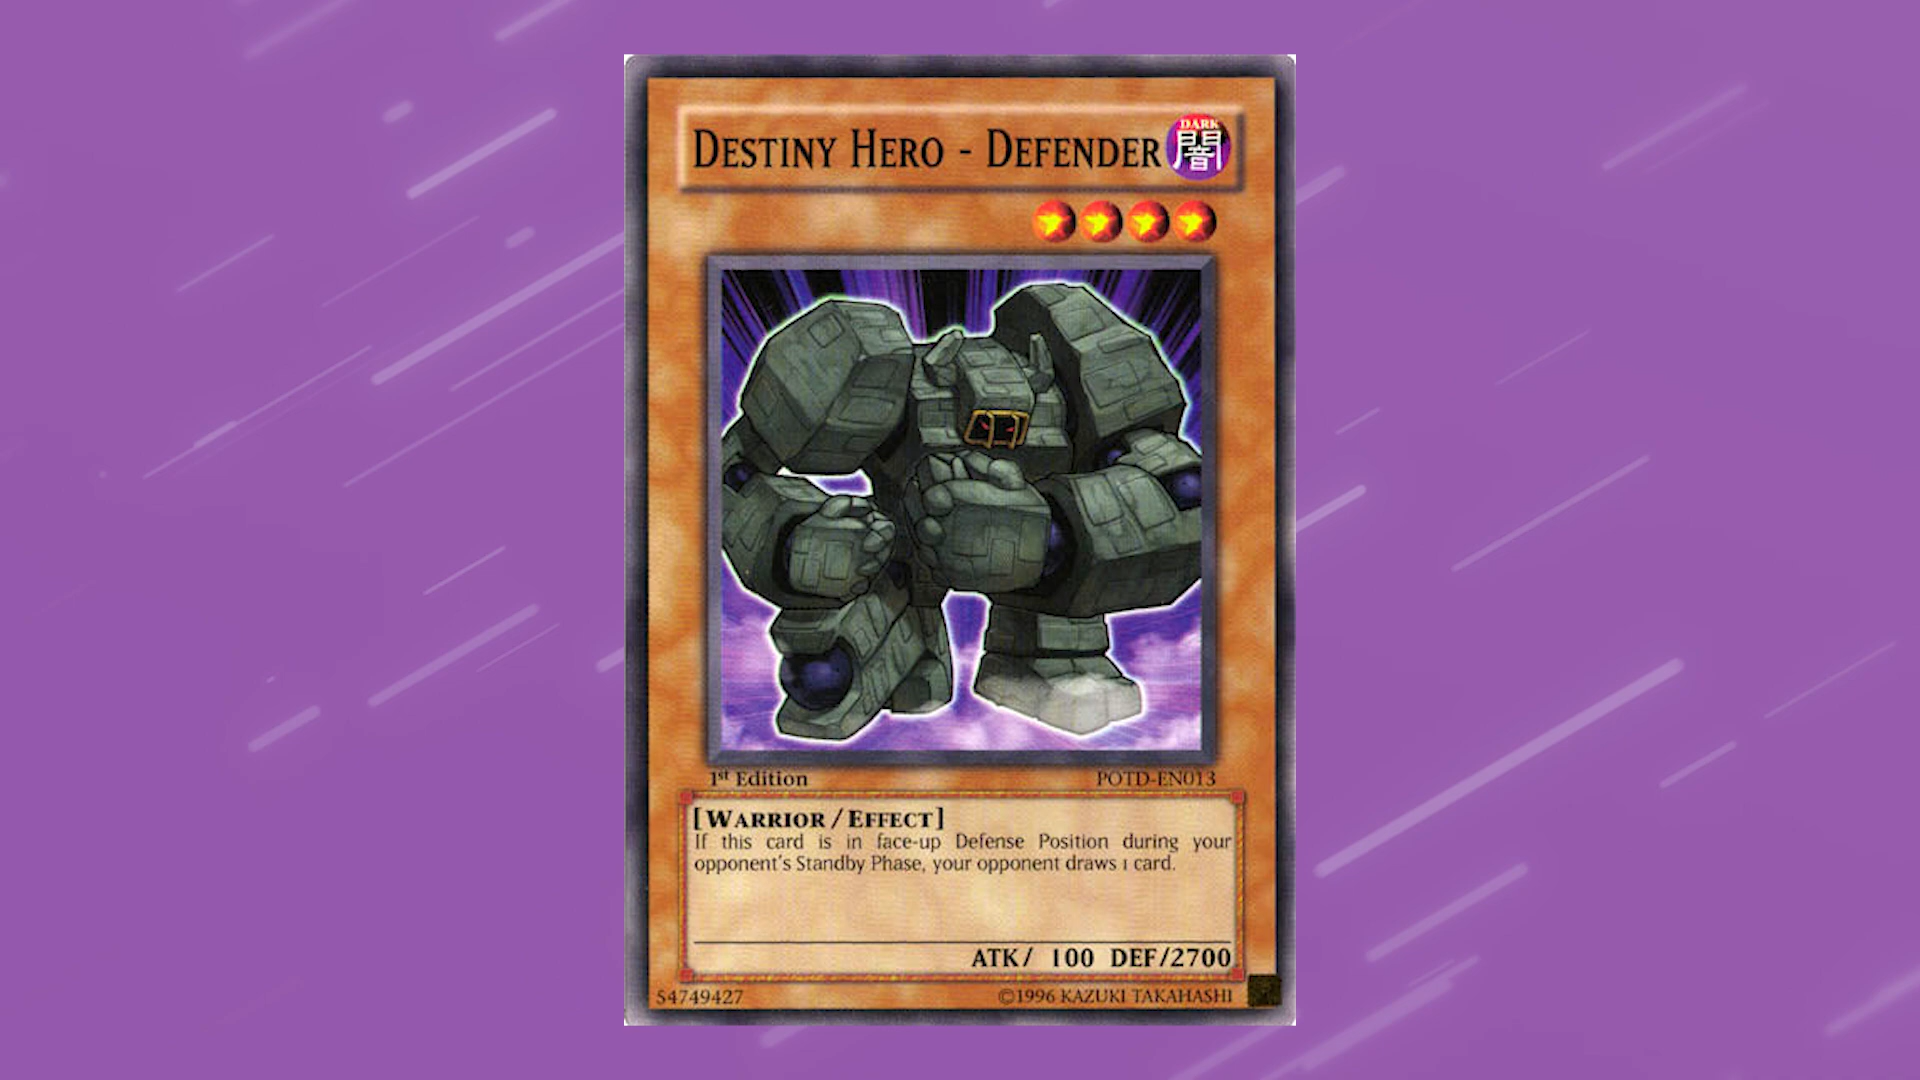 DESTINY HERO - DEFENDER
DARK
闇
1st Edition
POTD-EN013
[WARRIOR/EFFECT]
If this card is in face-up Defense Position during your
opponent's Standby Phase, your opponent draws 1 card.
ATK/ 100 DEF/2700
54749427
©1996 KAZUKI TAKAHASHI